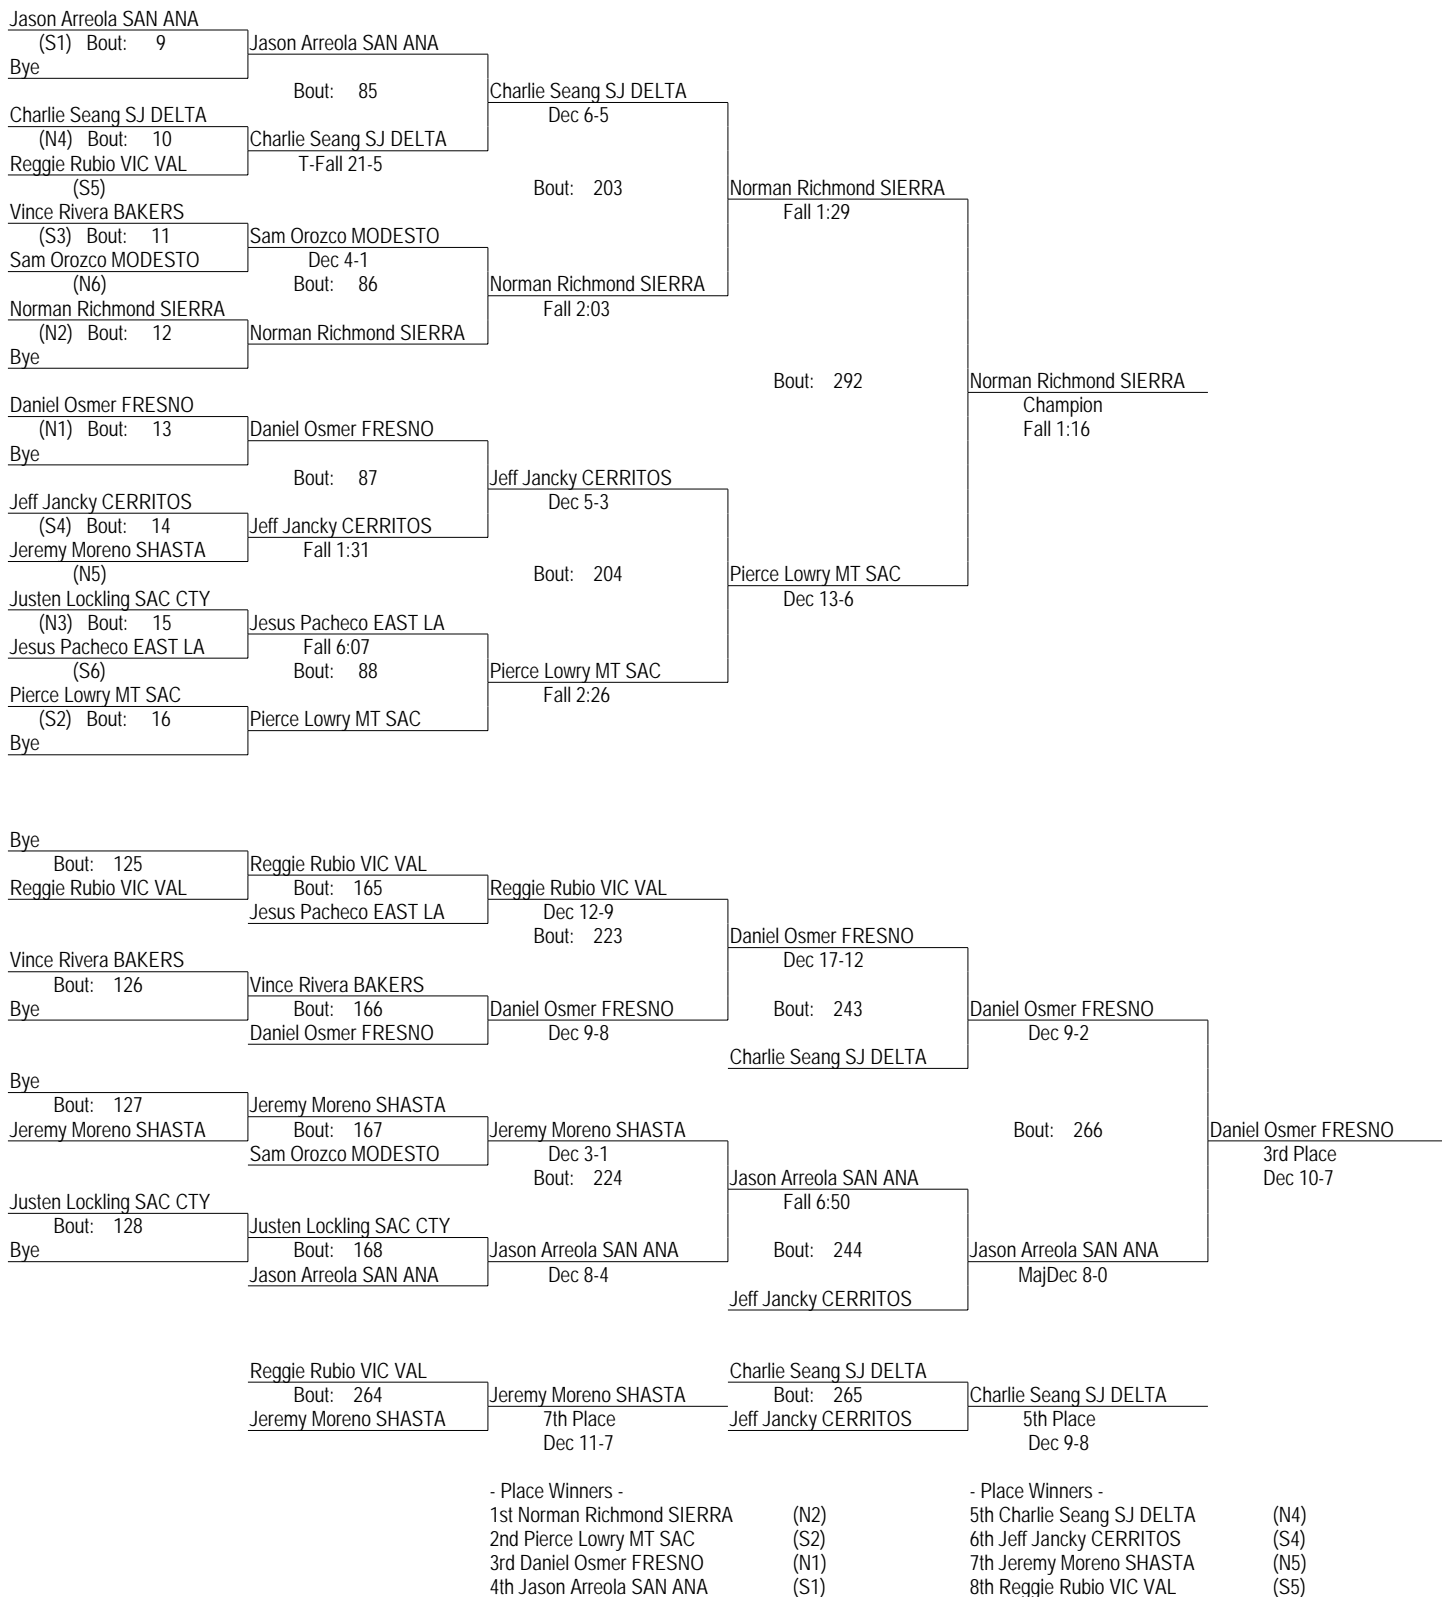 Jason Arreola SAN ANA
(S1) Bout: 9 Jason Arreola SAN ANA
Bye
Bout: 85 Charlie Seang SJ DELTA
Charlie Seang SJ DELTA Dec 6-5
(N4) Bout: 10 Charlie Seang SJ DELTA
Reggie Rubio VIC VAL T-Fall 21-5
(S5) Bout: 203 Norman Richmond SIERRA
Vince Rivera BAKERS Fall 1:29
(S3) Bout: 11 Sam Orozco MODESTO
Sam Orozco MODESTO Dec 4-1
(N6) Bout: 86 Norman Richmond SIERRA
Norman Richmond SIERRA Fall 2:03
(N2) Bout: 12 Norman Richmond SIERRA
Bye
Bout: 292 Norman Richmond SIERRA
Daniel Osmer FRESNO Champion
(N1) Bout: 13 Daniel Osmer FRESNO Fall 1:16
Bye
Bout: 87 Jeff Jancky CERRITOS
Jeff Jancky CERRITOS Dec 5-3
(S4) Bout: 14 Jeff Jancky CERRITOS
Jeremy Moreno SHASTA Fall 1:31
(N5) Bout: 204 Pierce Lowry MT SAC
Justen Lockling SAC CTY Dec 13-6
(N3) Bout: 15 Jesus Pacheco EAST LA
Jesus Pacheco EAST LA Fall 6:07
(S6) Bout: 88 Pierce Lowry MT SAC
Pierce Lowry MT SAC Fall 2:26
(S2) Bout: 16 Pierce Lowry MT SAC
Bye
Bye
Bout: 125 Reggie Rubio VIC VAL
Reggie Rubio VIC VAL Bout: 165 Reggie Rubio VIC VAL
Jesus Pacheco EAST LA Dec 12-9
Bout: 223 Daniel Osmer FRESNO
Vince Rivera BAKERS Dec 17-12
Bout: 126 Vince Rivera BAKERS
Bye Bout: 166 Daniel Osmer FRESNO Bout: 243 Daniel Osmer FRESNO
Daniel Osmer FRESNO Dec 9-8 Dec 9-2
Charlie Seang SJ DELTA
Bye
Bout: 127 Jeremy Moreno SHASTA
Jeremy Moreno SHASTA Bout: 167 Jeremy Moreno SHASTA Bout: 266 Daniel Osmer FRESNO
Sam Orozco MODESTO Dec 3-1 3rd Place
Bout: 224 Jason Arreola SAN ANA Dec 10-7
Justen Lockling SAC CTY Fall 6:50
Bout: 128 Justen Lockling SAC CTY
Bye Bout: 168 Jason Arreola SAN ANA Bout: 244 Jason Arreola SAN ANA
Jason Arreola SAN ANA Dec 8-4 MajDec 8-0
Jeff Jancky CERRITOS
Reggie Rubio VIC VAL Charlie Seang SJ DELTA
Bout: 264 Jeremy Moreno SHASTA Bout: 265 Charlie Seang SJ DELTA
Jeremy Moreno SHASTA 7th Place Jeff Jancky CERRITOS 5th Place
Dec 11-7 Dec 9-8
- Place Winners - - Place Winners -
1st Norman Richmond SIERRA (N2) 5th Charlie Seang SJ DELTA (N4)
2nd Pierce Lowry MT SAC (S2) 6th Jeff Jancky CERRITOS (S4)
3rd Daniel Osmer FRESNO (N1) 7th Jeremy Moreno SHASTA (N5)
4th Jason Arreola SAN ANA (S1) 8th Reggie Rubio VIC VAL (S5)